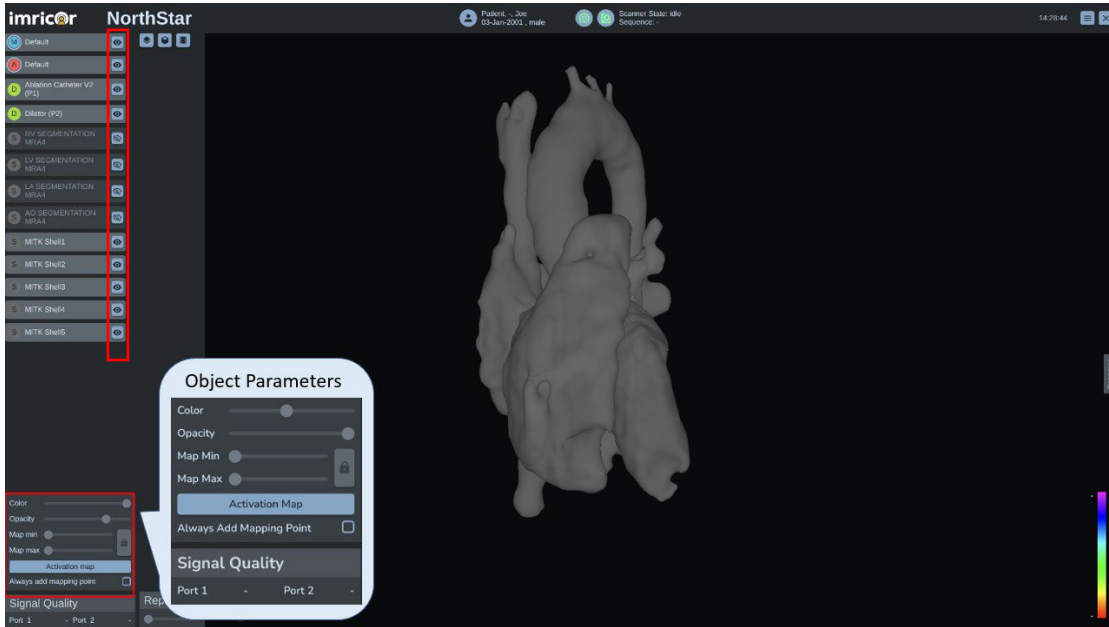 imricor NorthStar
Patient, -, Joe
03-Jan-2001 , male
Scanner State: idle
Sequence: -
14:28:44
M Default
A Default
D Ablation Catheter V2
(P1)
D Dilator (P2)
S RV SEGMENTATION
MRA4
S LV SEGMENTATION
MRA4
S LA SEGMENTATION
MRA4
S AO SEGMENTATION
MRA4
S MITK Shell1
S MITK Shell2
S MITK Shell3
S MITK Shell4
S MITK Shell5
Object Parameters
Color
Opacity
Map Min
Map Max
Activation Map
Always Add Mapping Point
Signal Quality
Port 1 - Port 2 -
Color
Opacity
Map min
Map max
Activation map
Always add mapping point
Signal Quality
Port 1 - Port 2 -
Rep